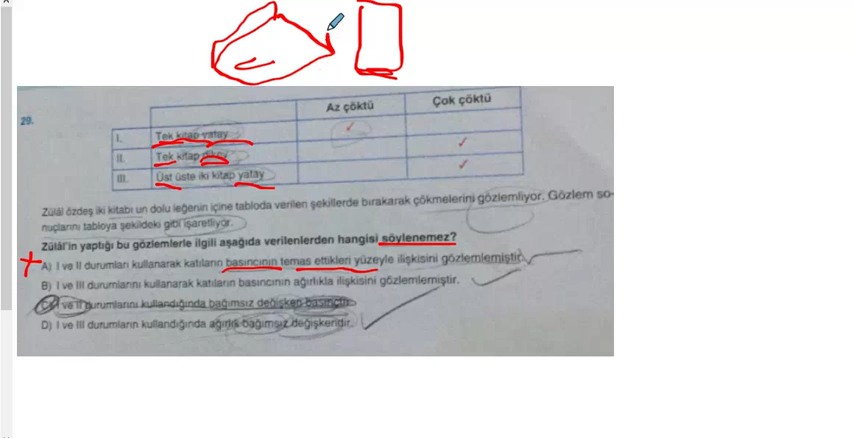 Az çöktü Çok çöktü
29.
I. Tek kitap yatay
II. Tek kitap dikey
III. Üst üste iki kitap yatay
Zülâl özdeş iki kitabı un dolu leğenin içine tabloda verilen şekillerde bırakarak çökmelerini gözlemliyor. Gözlem so-
nuçlarını tabloya şekildeki gibi işaretliyor.
Zülâl'in yaptığı bu gözlemlerle ilgili aşağıda verilenlerden hangisi söylenemez?
A) I ve II durumları kullanarak katıların basıncının temas ettikleri yüzeyle ilişkisini gözlemlemiştir.
B) I ve III durumlarını kullanarak katıların basıncının ağırlıkla ilişkisini gözlemlemiştir.
C) I ve II durumlarını kullandığında bağımsız değişken basınçtır.
D) I ve III durumların kullandığında ağırlık bağımsız değişkendir.